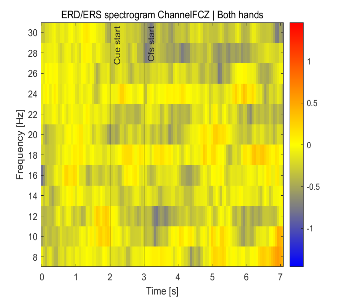 ERD/ERS spectrogram ChannelFCZ | Both hands
Cue start
Cfs start
Frequency [Hz]
30
28
26
24
22
20
18
16
14
12
10
8
0 1 2 3 4 5 6 7
Time [s]
1
0.5
0
-0.5
-1